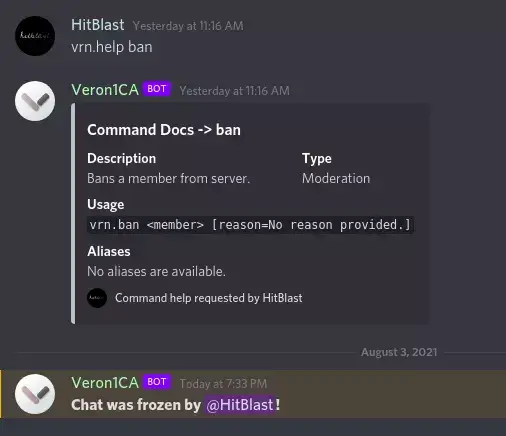 HitBlast Yesterday at 11:16 AM
vrn.help ban
Veron1CA BOT Yesterday at 11:16 AM
Command Docs -> ban
Description Type
Bans a member from server. Moderation
Usage
vrn.ban <member> [reason=No reason provided.]
Aliases
No aliases are available.
Command help requested by HitBlast
August 3, 2021
Veron1CA BOT Today at 7:33 PM
Chat was frozen by @HitBlast!